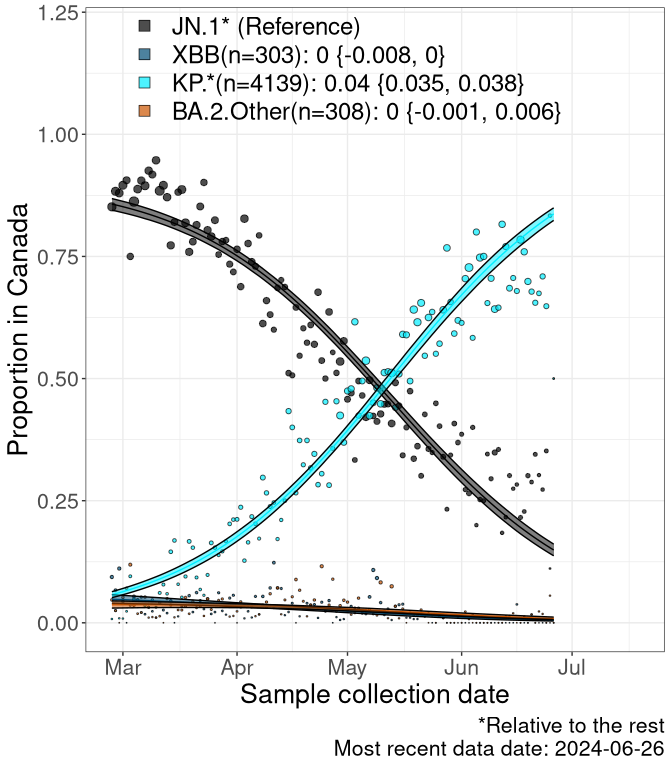 JN.1* (Reference)
XBB(n=303): 0 {-0.008, 0}
KP.*(n=4139): 0.04 {0.035, 0.038}
BA.2.Other(n=308): 0 {-0.001, 0.006}
Proportion in Canada
1.25
1.00
0.75
0.50
0.25
0.00
Mar Apr May Jun Jul
Sample collection date
*Relative to the rest
Most recent data date: 2024-06-26